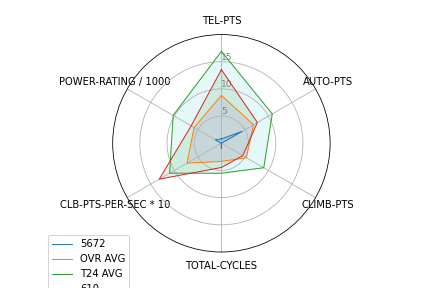 TEL-PTS
15
POWER-RATING / 1000
AUTO-PTS
10
5
CLB-PTS-PER-SEC * 10
CLIMB-PTS
TOTAL-CYCLES
5672
OVR AVG
T24 AVG
610